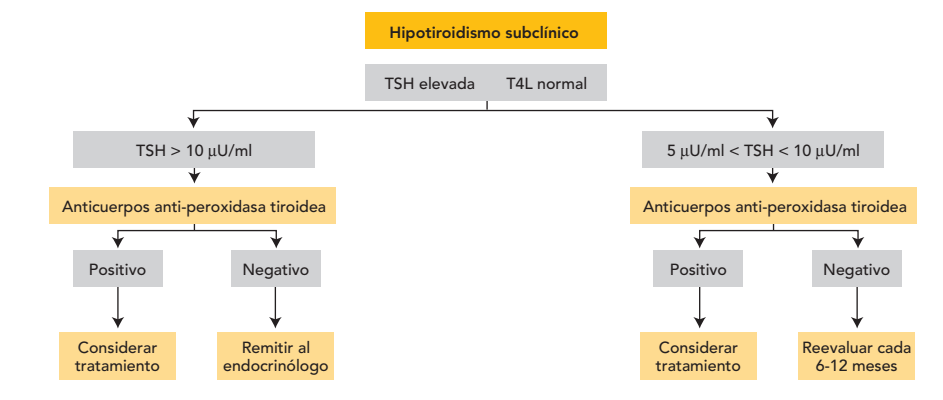 Hipotiroidismo subclínico
TSH elevada T4L normal
TSH > 10 μU/ml
5 μU/ml < TSH < 10 μU/ml
Anticuerpos anti-peroxidasa tiroidea
Anticuerpos anti-peroxidasa tiroidea
Positivo
Negativo
Positivo
Negativo
Considerar
tratamiento
Remitir al
endocrinólogo
Considerar
tratamiento
Reevaluar cada
6-12 meses